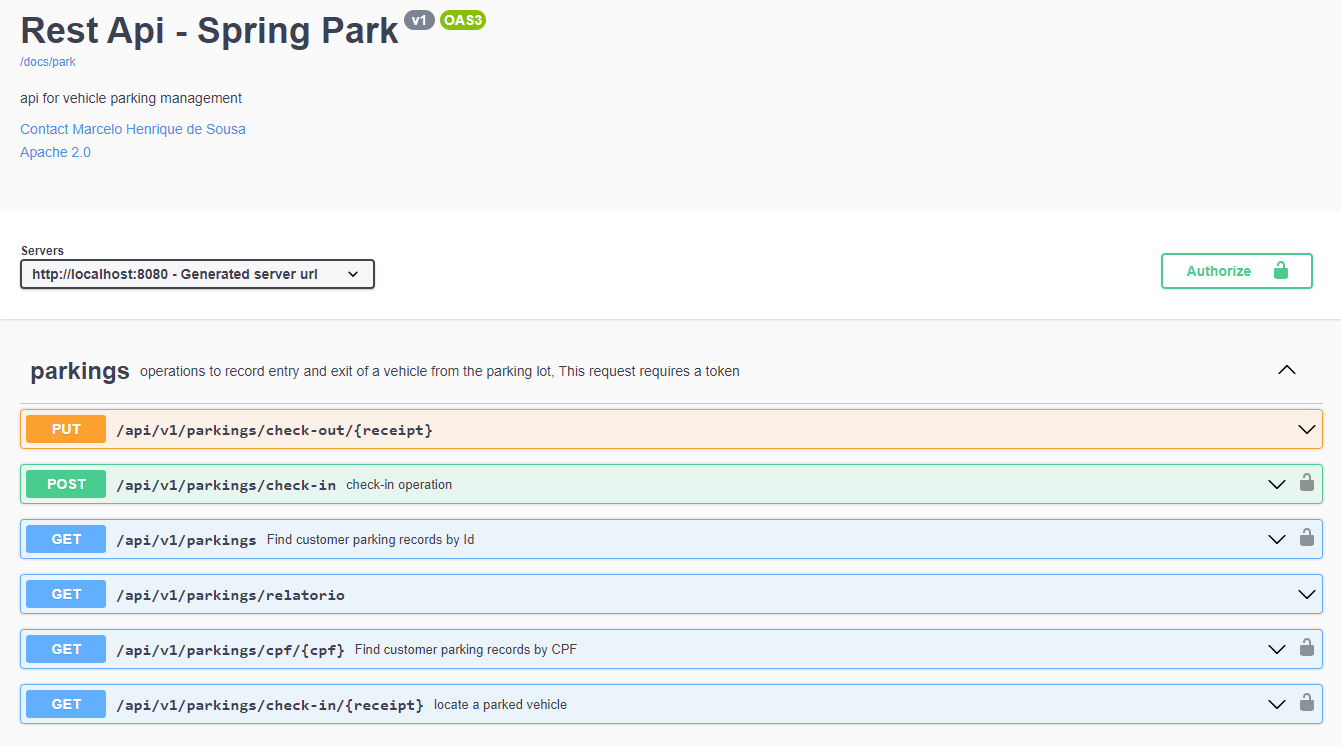 Rest Api - Spring Park v1 OAS3
/docs/park
api for vehicle parking management
Contact Marcelo Henrique de Sousa
Apache 2.0
Servers
http://localhost:8080 - Generated server url
Authorize
parkings operations to record entry and exit of a vehicle from the parking lot, This request requires a token
PUT /api/v1/parkings/check-out/{receipt}
POST /api/v1/parkings/check-in check-in operation
GET /api/v1/parkings Find customer parking records by Id
GET /api/v1/parkings/relatorio
GET /api/v1/parkings/cpf/{cpf} Find customer parking records by CPF
GET /api/v1/parkings/check-in/{receipt} locate a parked vehicle